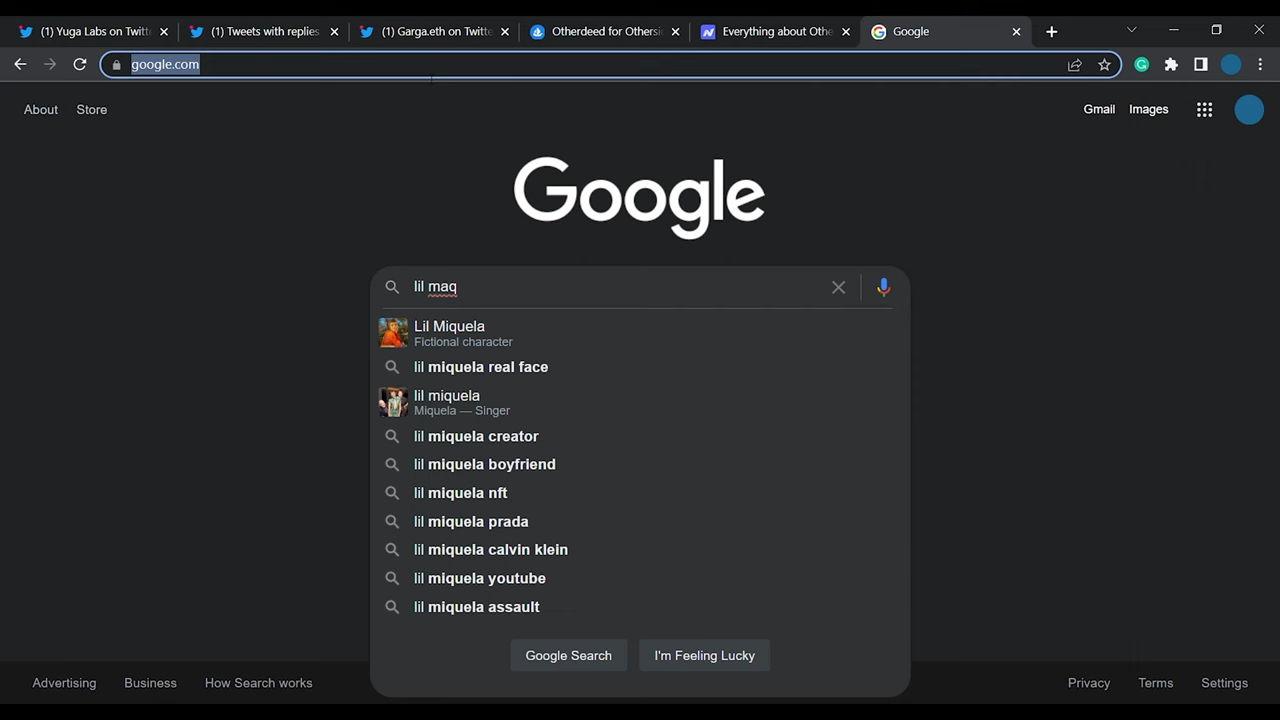 (1) Yuga Labs on Twitt
(1) Tweets with replies
(1) Garga.eth on Twitte
Otherdeed for Othersi
Everything about Othe
Google
google.com
About
Store
Gmail
Images
Google
lil maq
Lil Miquela
Fictional character
lil miquela real face
lil miquela
Miquela — Singer
lil miquela creator
lil miquela boyfriend
lil miquela nft
lil miquela prada
lil miquela calvin klein
lil miquela youtube
lil miquela assault
Google Search
I'm Feeling Lucky
Advertising
Business
How Search works
Privacy
Terms
Settings